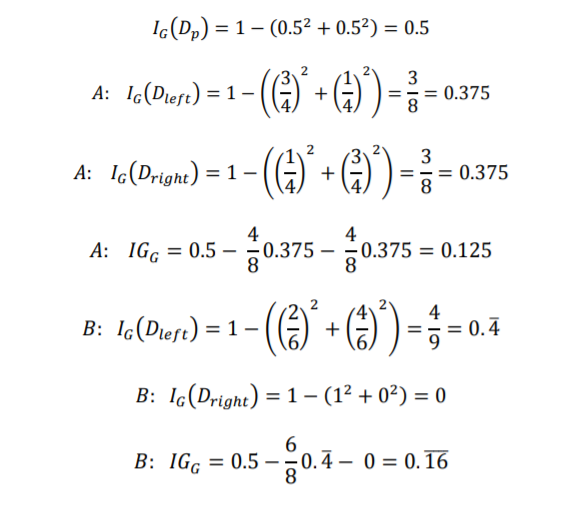 I_G(D_p) = 1 − (0.5² + 0.5²) = 0.5
A: I_G(D_left) = 1 − ((3/4)² + (1/4)²) = 3/8 = 0.375
A: I_G(D_right) = 1 − ((1/4)² + (3/4)²) = 3/8 = 0.375
A: IG_G = 0.5 − 4/8 0.375 − 4/8 0.375 = 0.125
B: I_G(D_left) = 1 − ((2/6)² + (4/6)²) = 4/9 = 0.4̅
B: I_G(D_right) = 1 − (1² + 0²) = 0
B: IG_G = 0.5 − 6/8 0.4̅ − 0 = 0.1̅6̅